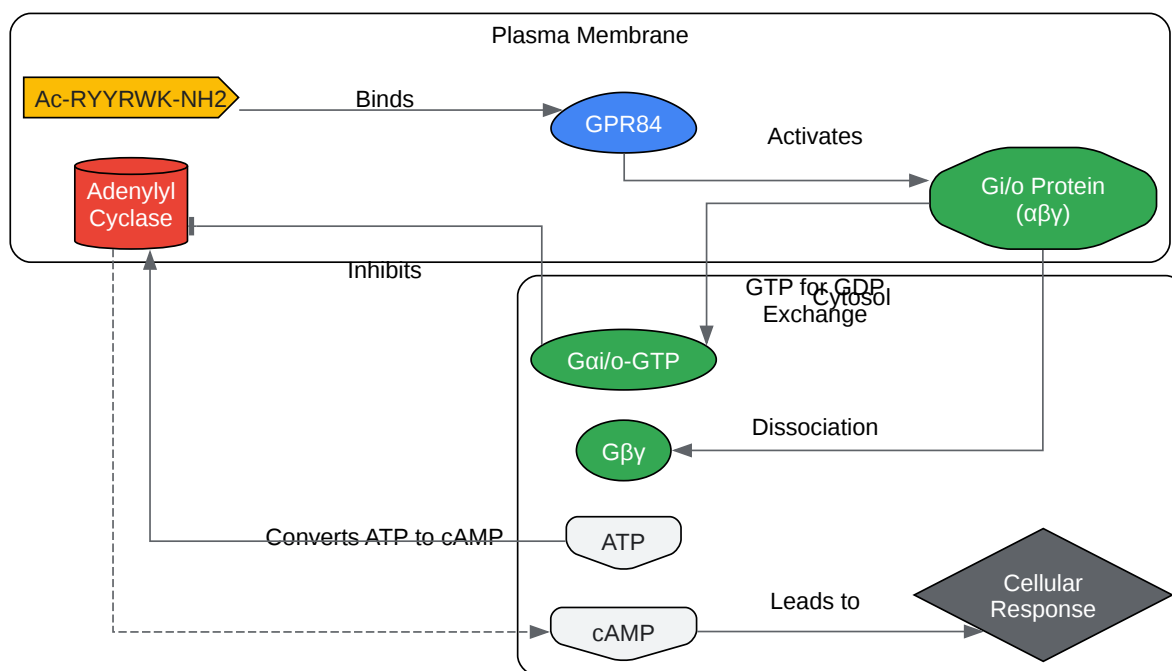 Plasma Membrane
Ac-RYYRWK-NH2
Binds
GPR84
Activates
Adenylyl
Cyclase
Gi/o Protein
(αβγ)
Inhibits
GTP for GDP
Exchange
Cytosol
Gαi/o-GTP
Gβγ
Dissociation
Converts ATP to cAMP
ATP
cAMP
Leads to
Cellular
Response